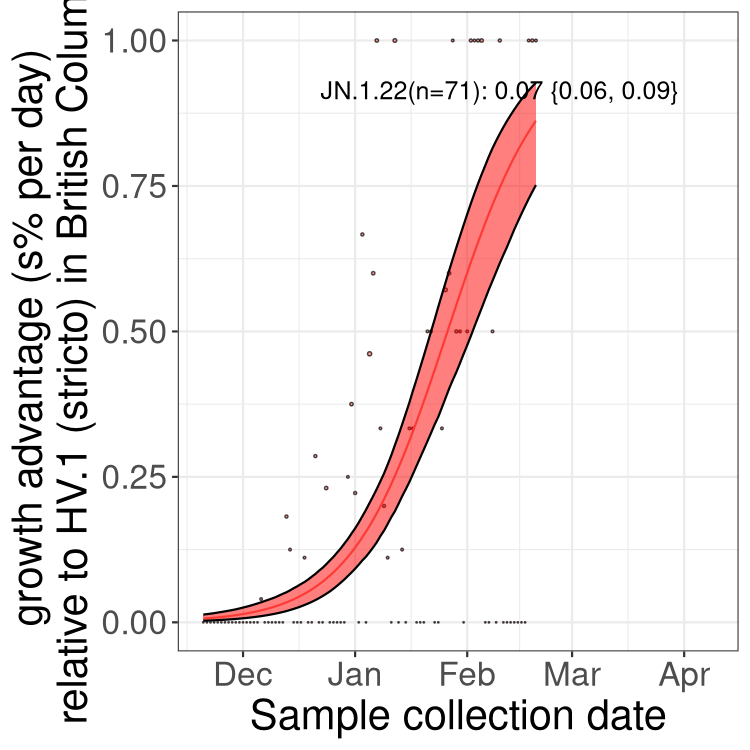 growth advantage (s% per day)
relative to HV.1 (stricto) in British Colum
1.00
0.75
0.50
0.25
0.00
JN.1.22(n=71): 0.07 {0.06, 0.09}
Dec Jan Feb Mar Apr
Sample collection date